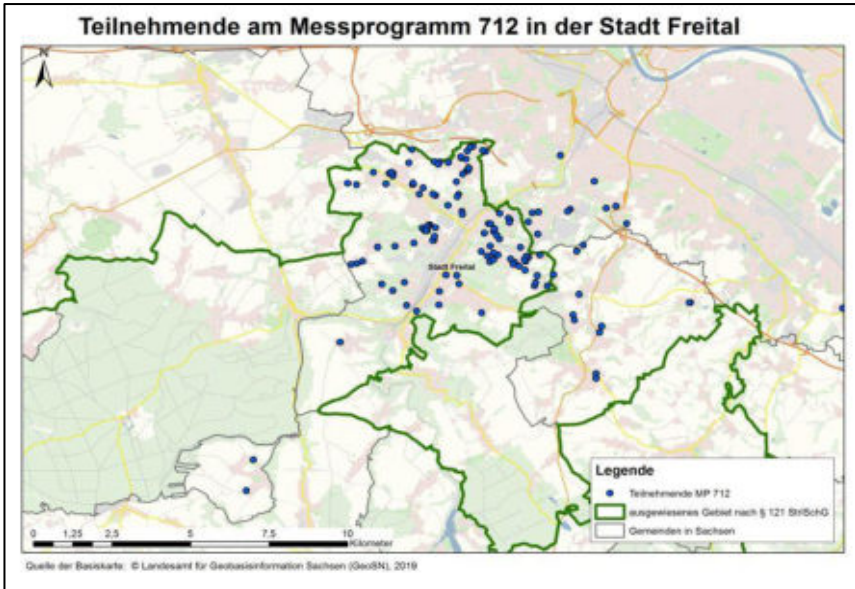 Teilnehmende am Messprogramm 712 in der Stadt Freital
N
Stadt Freital
Legende
Teilnehmende MP 712
ausgewiesenes Gebiet nach § 121 StrlSchG
Gemeinden in Sachsen
0 1,25 2,5 5 7,5 10
Kilometer
Quelle der Basiskarte: © Landesamt für Geobasisinformation Sachsen (GeoSN), 2019